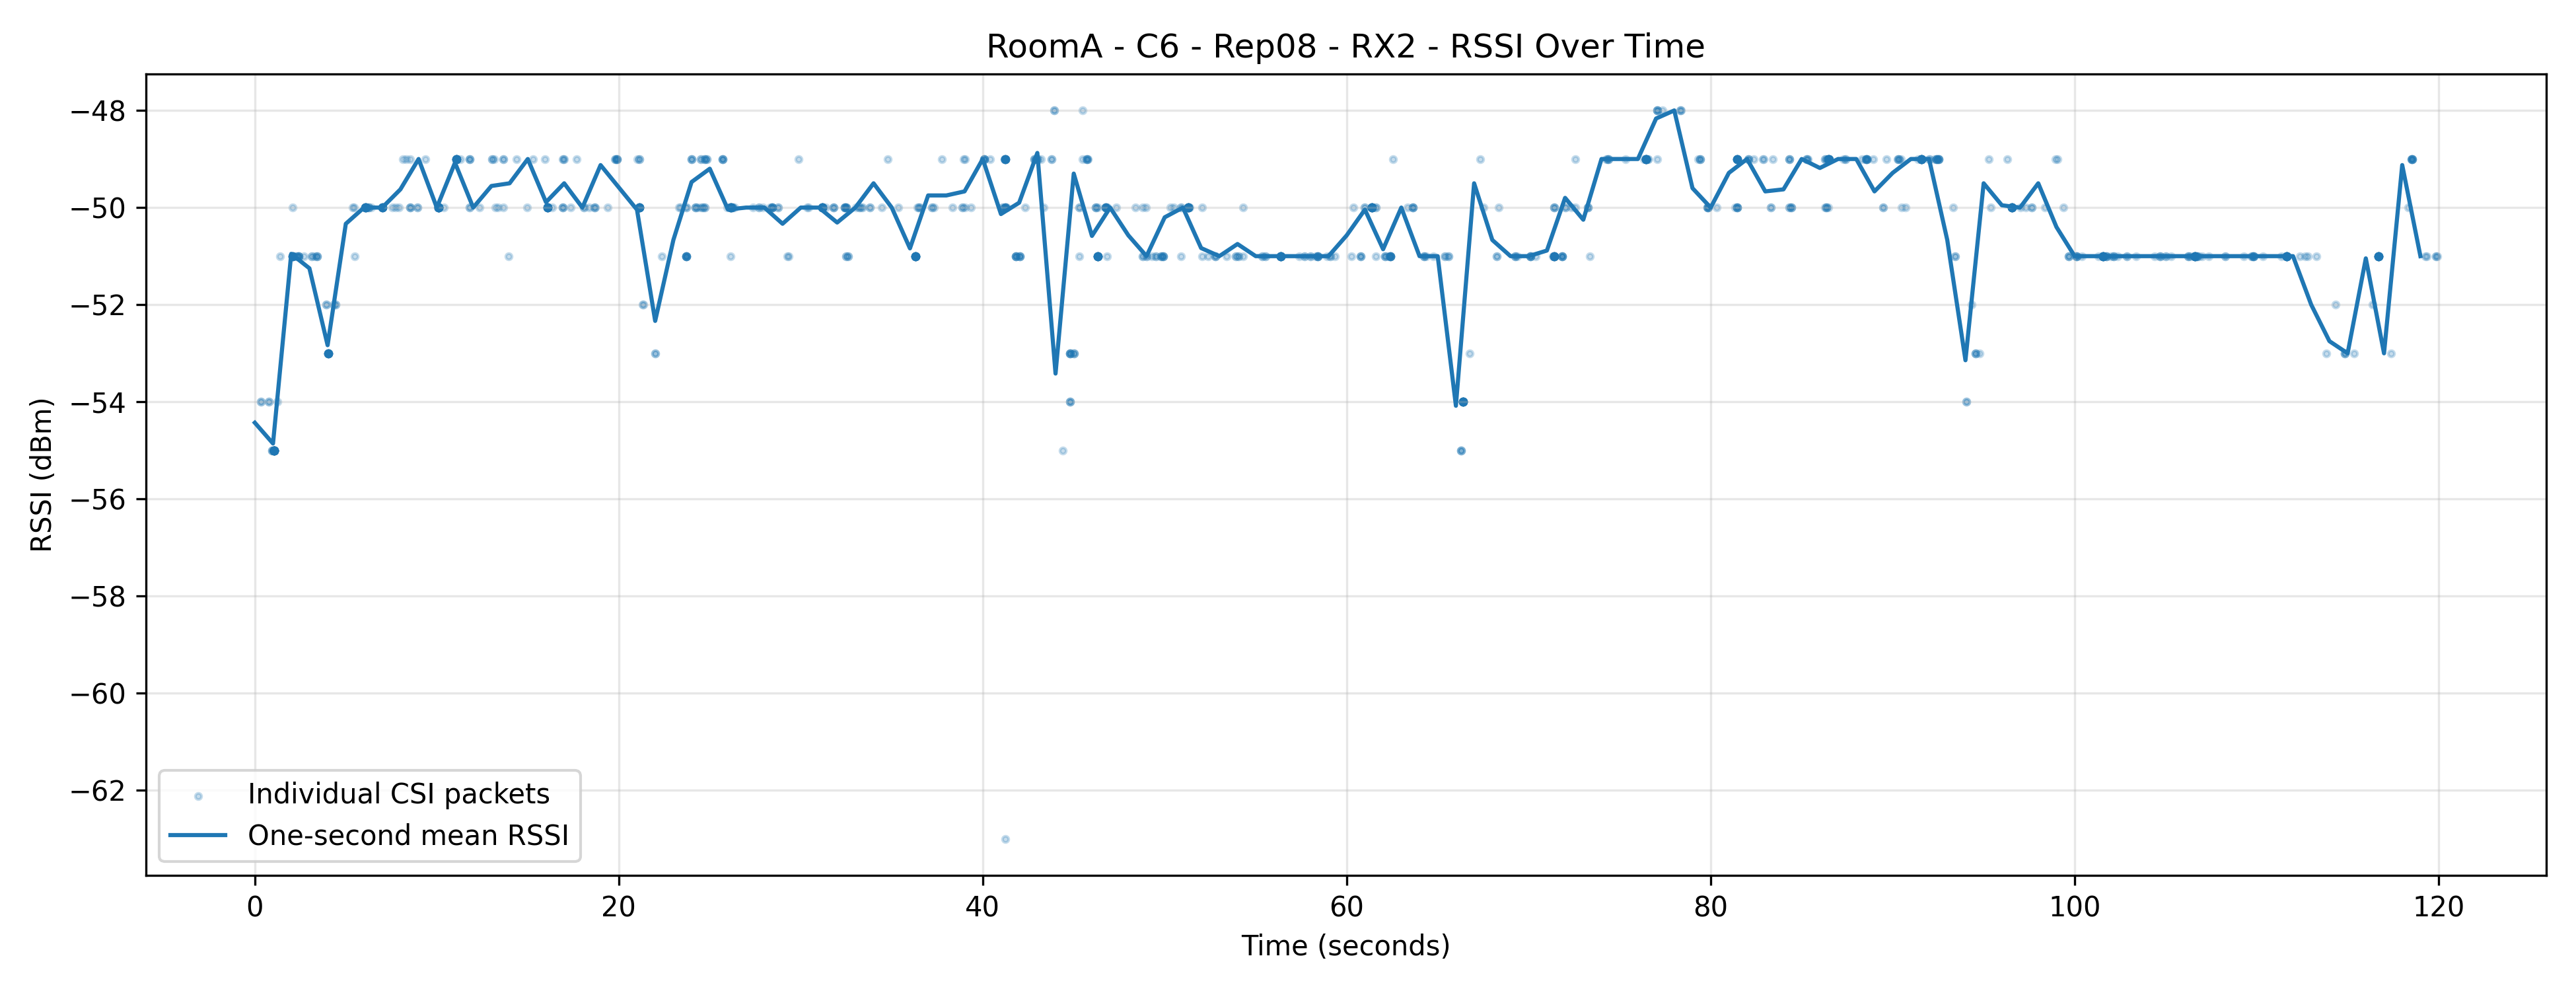 RoomA - C6 - Rep08 - RX2 - RSSI Over Time
RSSI (dBm)
−48
−50
−52
−54
−56
−58
−60
−62
Individual CSI packets
One-second mean RSSI
0 20 40 60 80 100 120
Time (seconds)